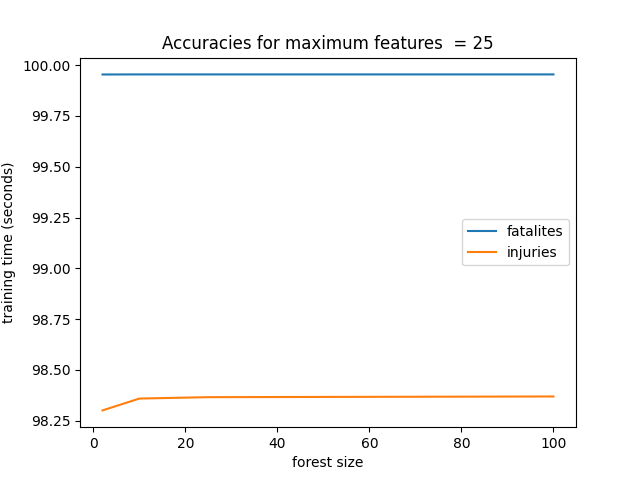 Accuracies for maximum features  = 25
100.00
99.75
99.50
99.25
99.00
98.75
98.50
98.25
training time (seconds)
fatalites
injuries
0
20
40
60
80
100
forest size